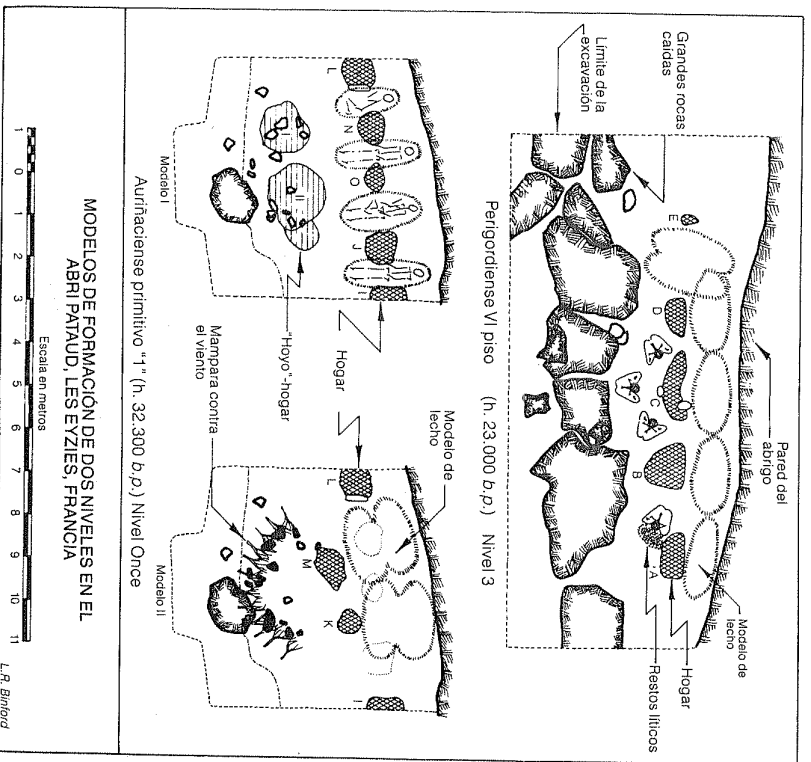 Pared del
abrigo
Grandes rocas
caidas
Límite de la
excavación
E
D
C
B
A
Modelo de
lecho
Hogar
Restos líticos
Perigordiense VI piso (h. 23.000 b.p.) Nivel 3
L
N
O
J
I
II
Modelo I
"Hoyo"-hogar
Hogar
Modelo de
lecho
Mampara contra
el viento
L
M
K
I
Modelo II
Auriñaciense primitivo "1" (h. 32.300 b.p.) Nivel Once
1 0 1 2 3 4 5 6 7 8 9 10 11
Escala en metros
MODELOS DE FORMACIÓN DE DOS NIVELES EN EL
ABRI PATAUD, LES EYZIES, FRANCIA
L.R. Binford